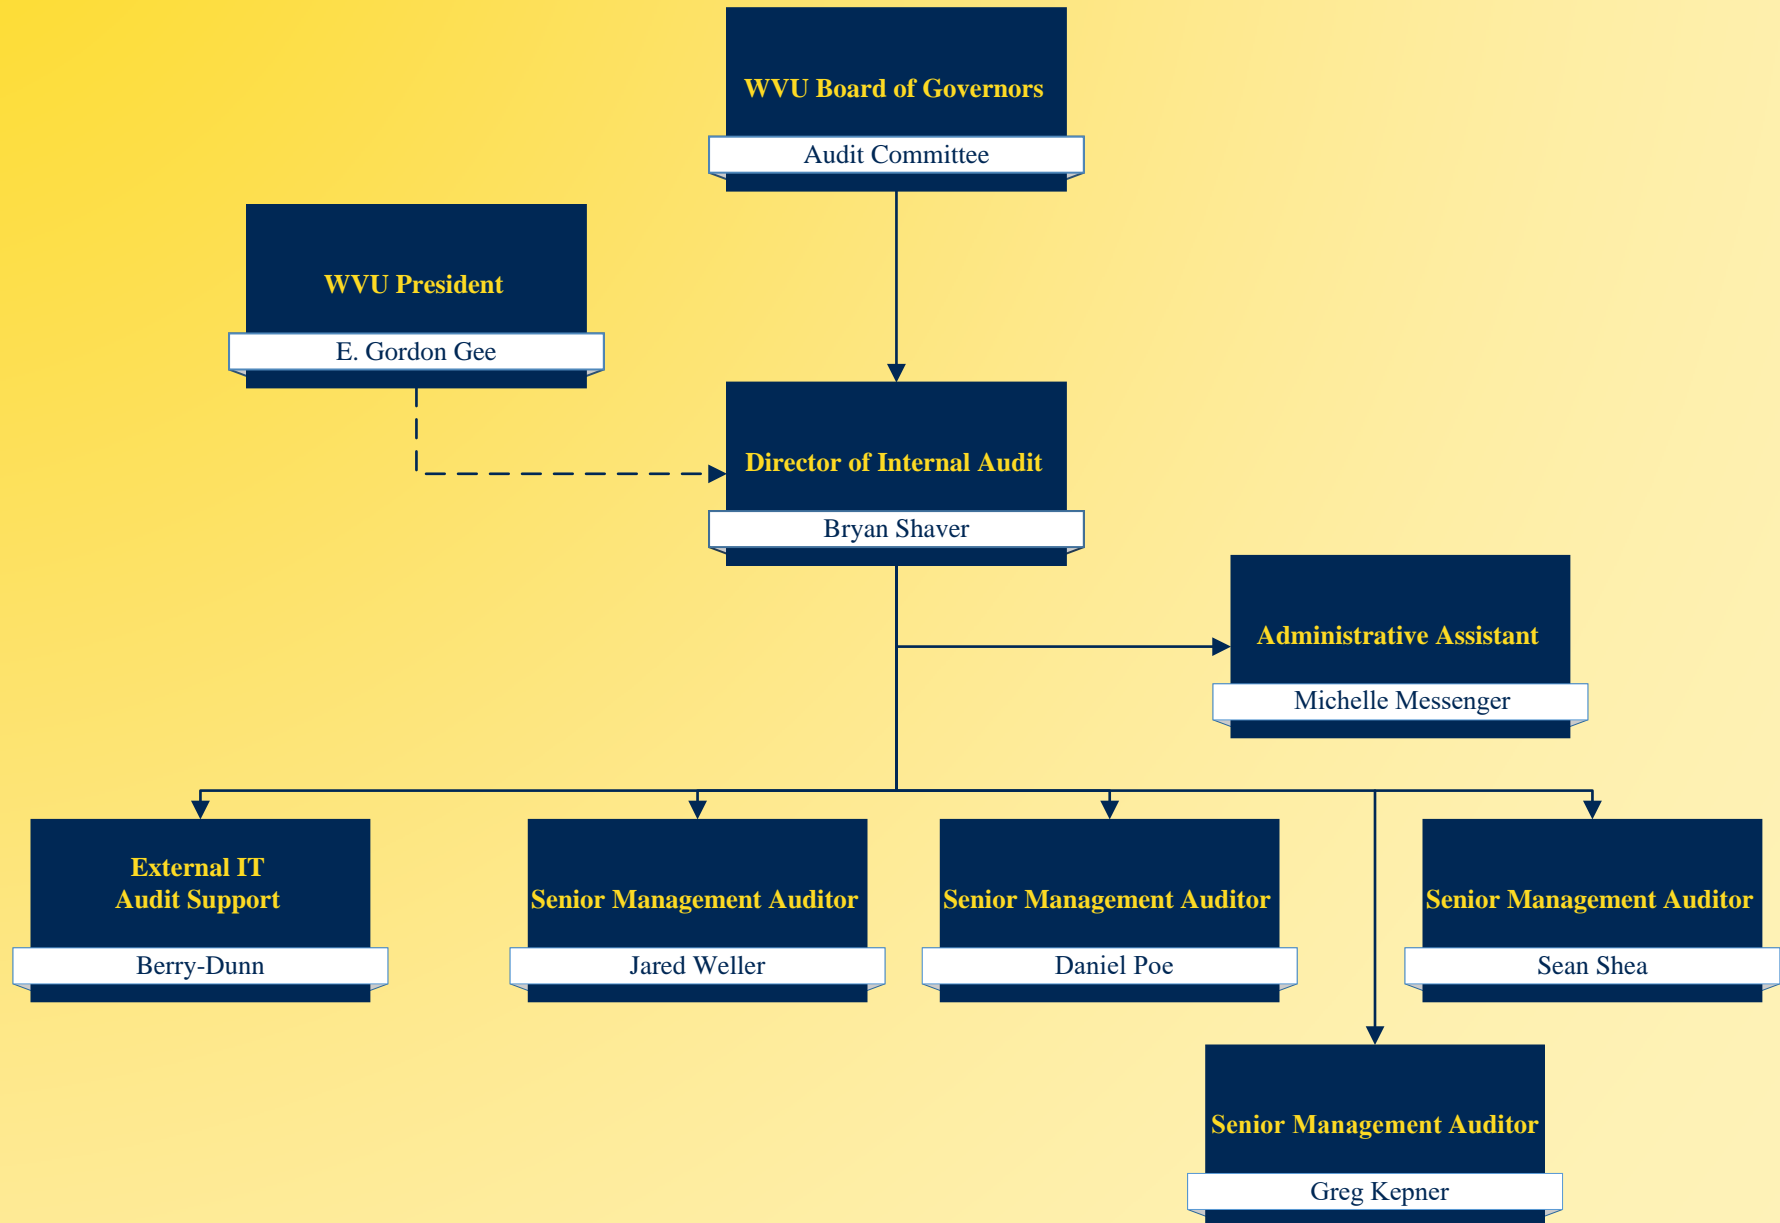 WVU Board of Governors
Audit Committee
WVU President
E. Gordon Gee
Director of Internal Audit
Bryan Shaver
Administrative Assistant
Michelle Messenger
External IT
Audit Support
Berry-Dunn
Senior Management Auditor
Jared Weller
Senior Management Auditor
Daniel Poe
Senior Management Auditor
Sean Shea
Senior Management Auditor
Greg Kepner